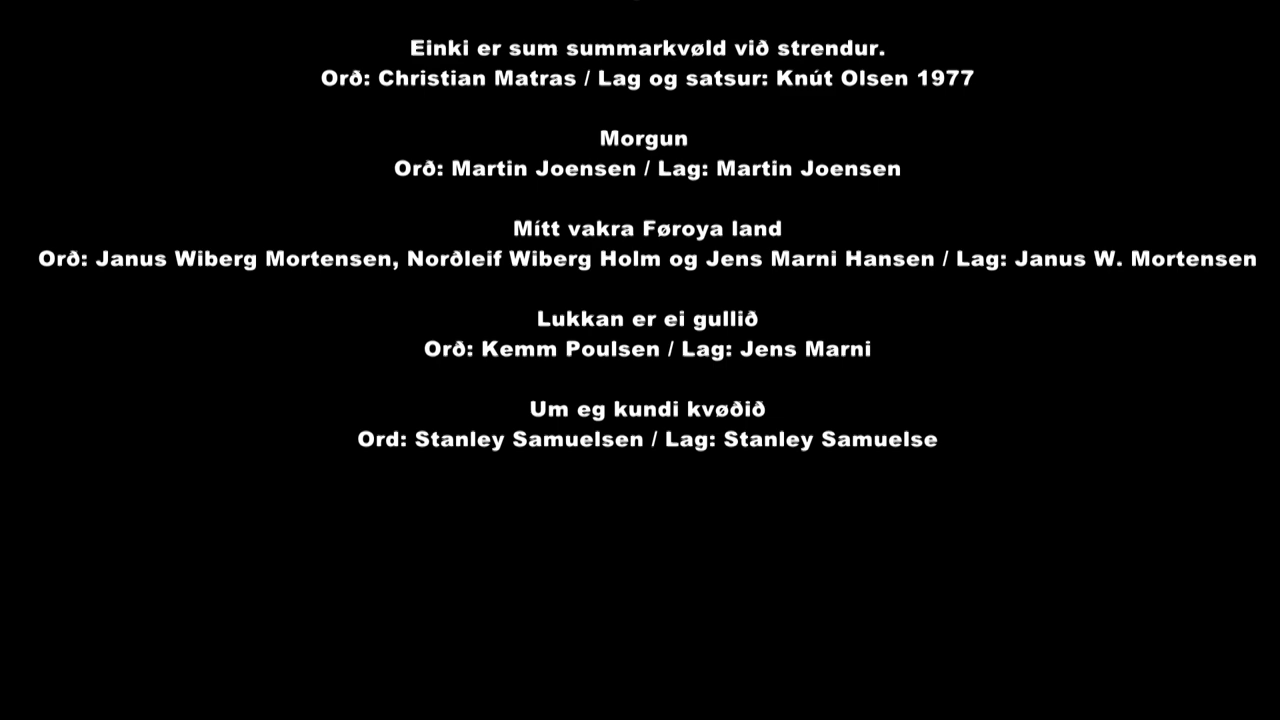 Einki er sum summarkvøld við strendur.
Orð: Christian Matras / Lag og satsur: Knút Olsen 1977
Morgun
Orð: Martin Joensen / Lag: Martin Joensen
Mítt vakra Føroya land
Orð: Janus Wiberg Mortensen, Norðleif Wiberg Holm og Jens Marni Hansen / Lag: Janus W. Mortensen
Lukkan er ei gullið
Orð: Kemm Poulsen / Lag: Jens Marni
Um eg kundi kvøðið
Ord: Stanley Samuelsen / Lag: Stanley Samuelse